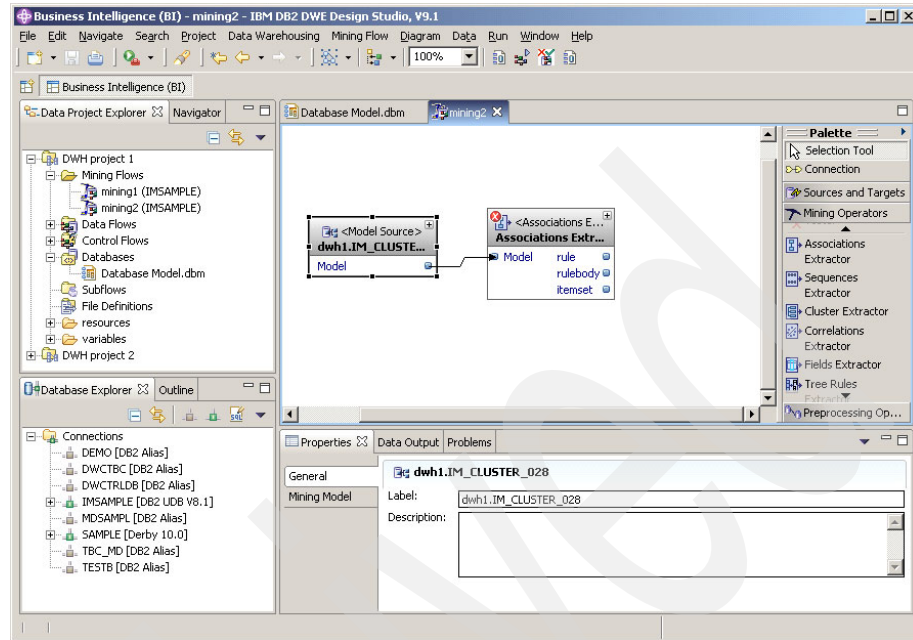 Business Intelligence (BI) - mining2 - IBM DB2 DWE Design Studio, V9.1
File Edit Navigate Search Project Data Warehousing Mining Flow Diagram Data Run Window Help
100%
Business Intelligence (BI)
Data Project Explorer
Navigator
DWH project 1
Mining Flows
mining1 (IMSAMPLE)
mining2 (IMSAMPLE)
Data Flows
Control Flows
Databases
Database Model.dbm
Subflows
File Definitions
resources
variables
DWH project 2
Database Model.dbm
mining2
<Model Source>
dwh1.IM_CLUSTE...
Model
<Associations E...
Associations Extr...
Model rule
rulebody
itemset
Palette
Selection Tool
Connection
Sources and Targets
Mining Operators
Associations
Extractor
Sequences
Extractor
Cluster Extractor
Correlations
Extractor
Fields Extractor
Tree Rules
Extractor
Preprocessing Op...
Database Explorer
Outline
SQL
Connections
DEMO [DB2 Alias]
DWCTBC [DB2 Alias]
DWCTRLDB [DB2 Alias]
IMSAMPLE [DB2 UDB V8.1]
MDSAMPL [DB2 Alias]
SAMPLE [Derby 10.0]
TBC_MD [DB2 Alias]
TESTB [DB2 Alias]
Properties
Data Output
Problems
General
Mining Model
dwh1.IM_CLUSTER_028
Label:
dwh1.IM_CLUSTER_028
Description: